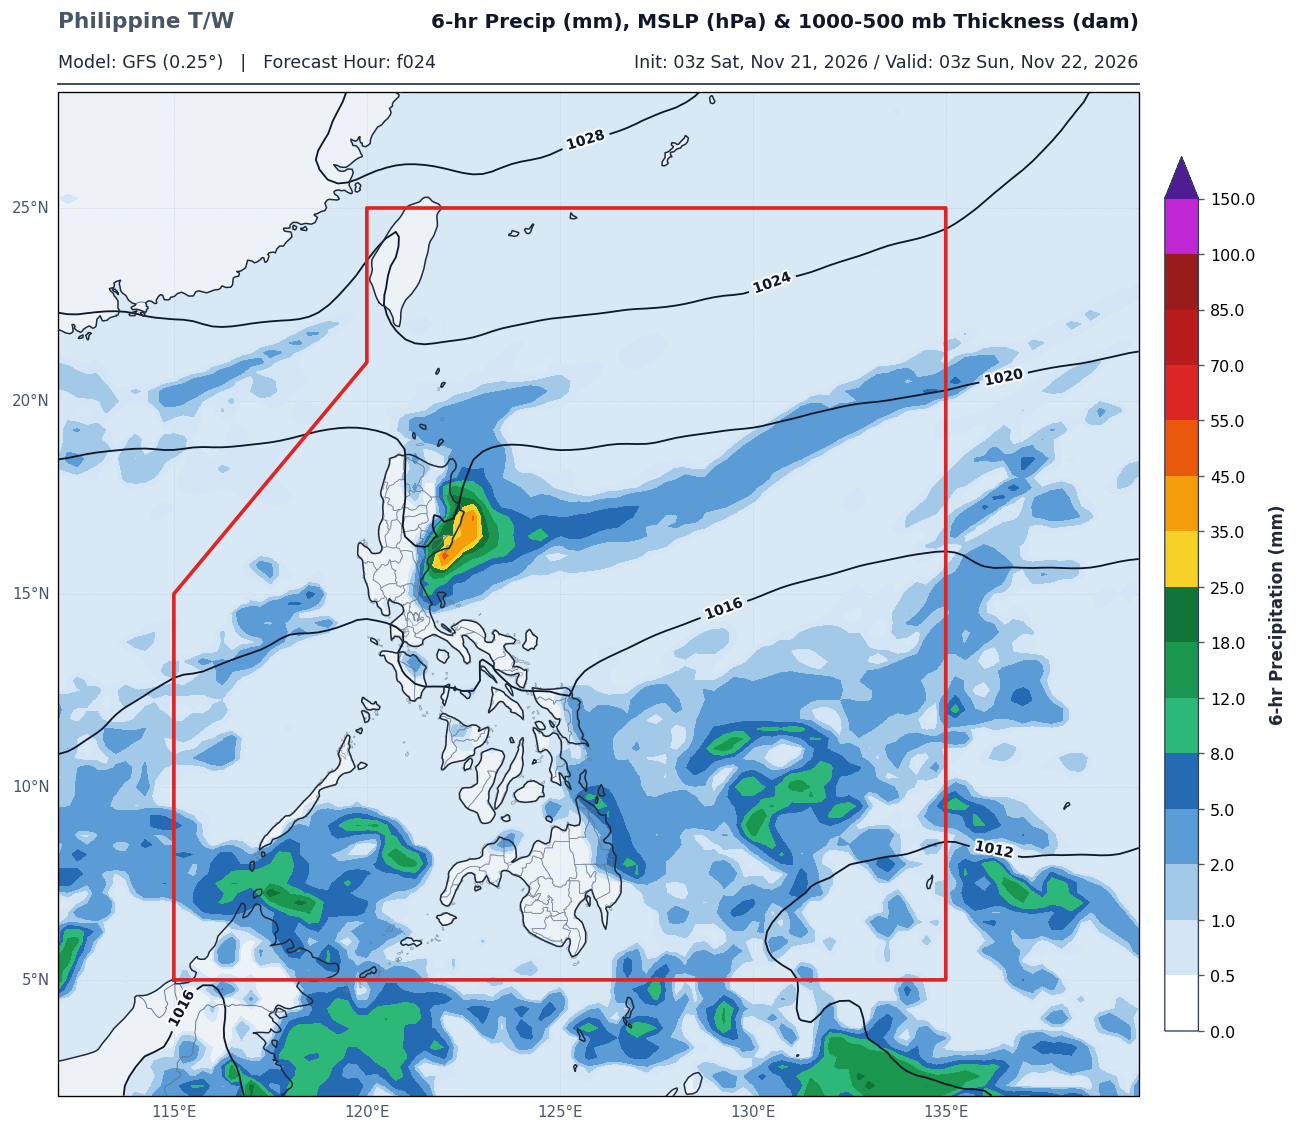 Philippine T/W
6-hr Precip (mm), MSLP (hPa) & 1000-500 mb Thickness (dam)
Model: GFS (0.25°) | Forecast Hour: f024
Init: 03z Sat, Nov 21, 2026 / Valid: 03z Sun, Nov 22, 2026
1028
1024
1020
1016
1012
1016
25°N
20°N
15°N
10°N
5°N
115°E
120°E
125°E
130°E
135°E
150.0
100.0
85.0
70.0
55.0
45.0
35.0
25.0
18.0
12.0
8.0
5.0
2.0
1.0
0.5
0.0
6-hr Precipitation (mm)